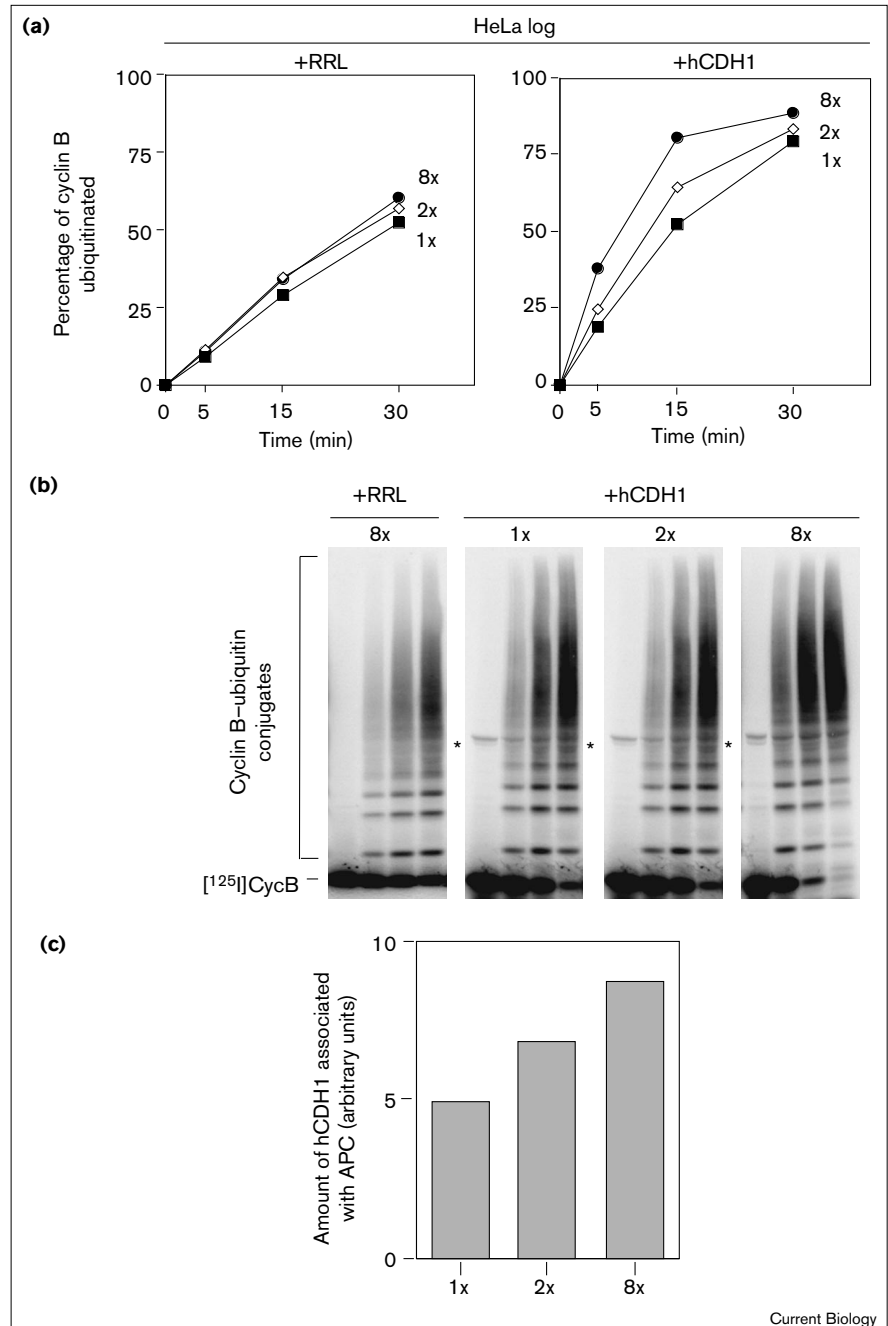 (a)
HeLa log
+RRL
+hCDH1
Percentage of cyclin B
ubiquitinated
100
75
50
25
0
0 5 15 30
Time (min)
8x
2x
1x
100
75
50
25
0
0 5 15 30
Time (min)
8x
2x
1x
(b)
+RRL
+hCDH1
8x 1x 2x 8x
Cyclin B–ubiquitin
conjugates
* * *
[¹²⁵I]CycB
(c)
Amount of hCDH1 associated
with APC (arbitrary units)
10
5
0
1x 2x 8x
Current Biology